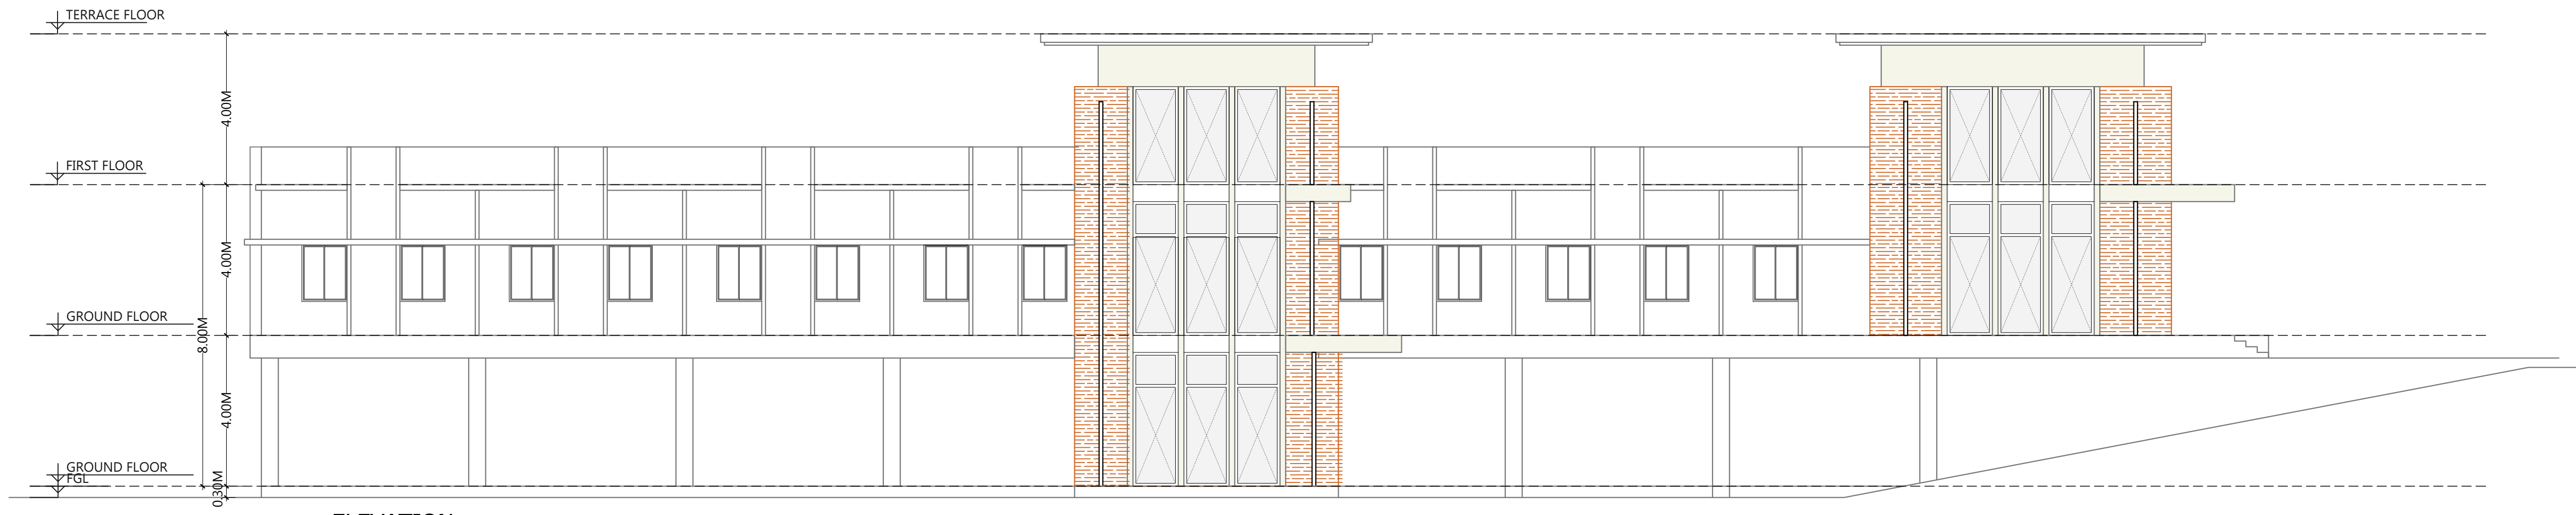 TERRACE FLOOR
4.00M
FIRST FLOOR
4.00M
GROUND FLOOR
8.00M
4.00M
GROUND FLOOR
FGL
0.30M
ELEVATION